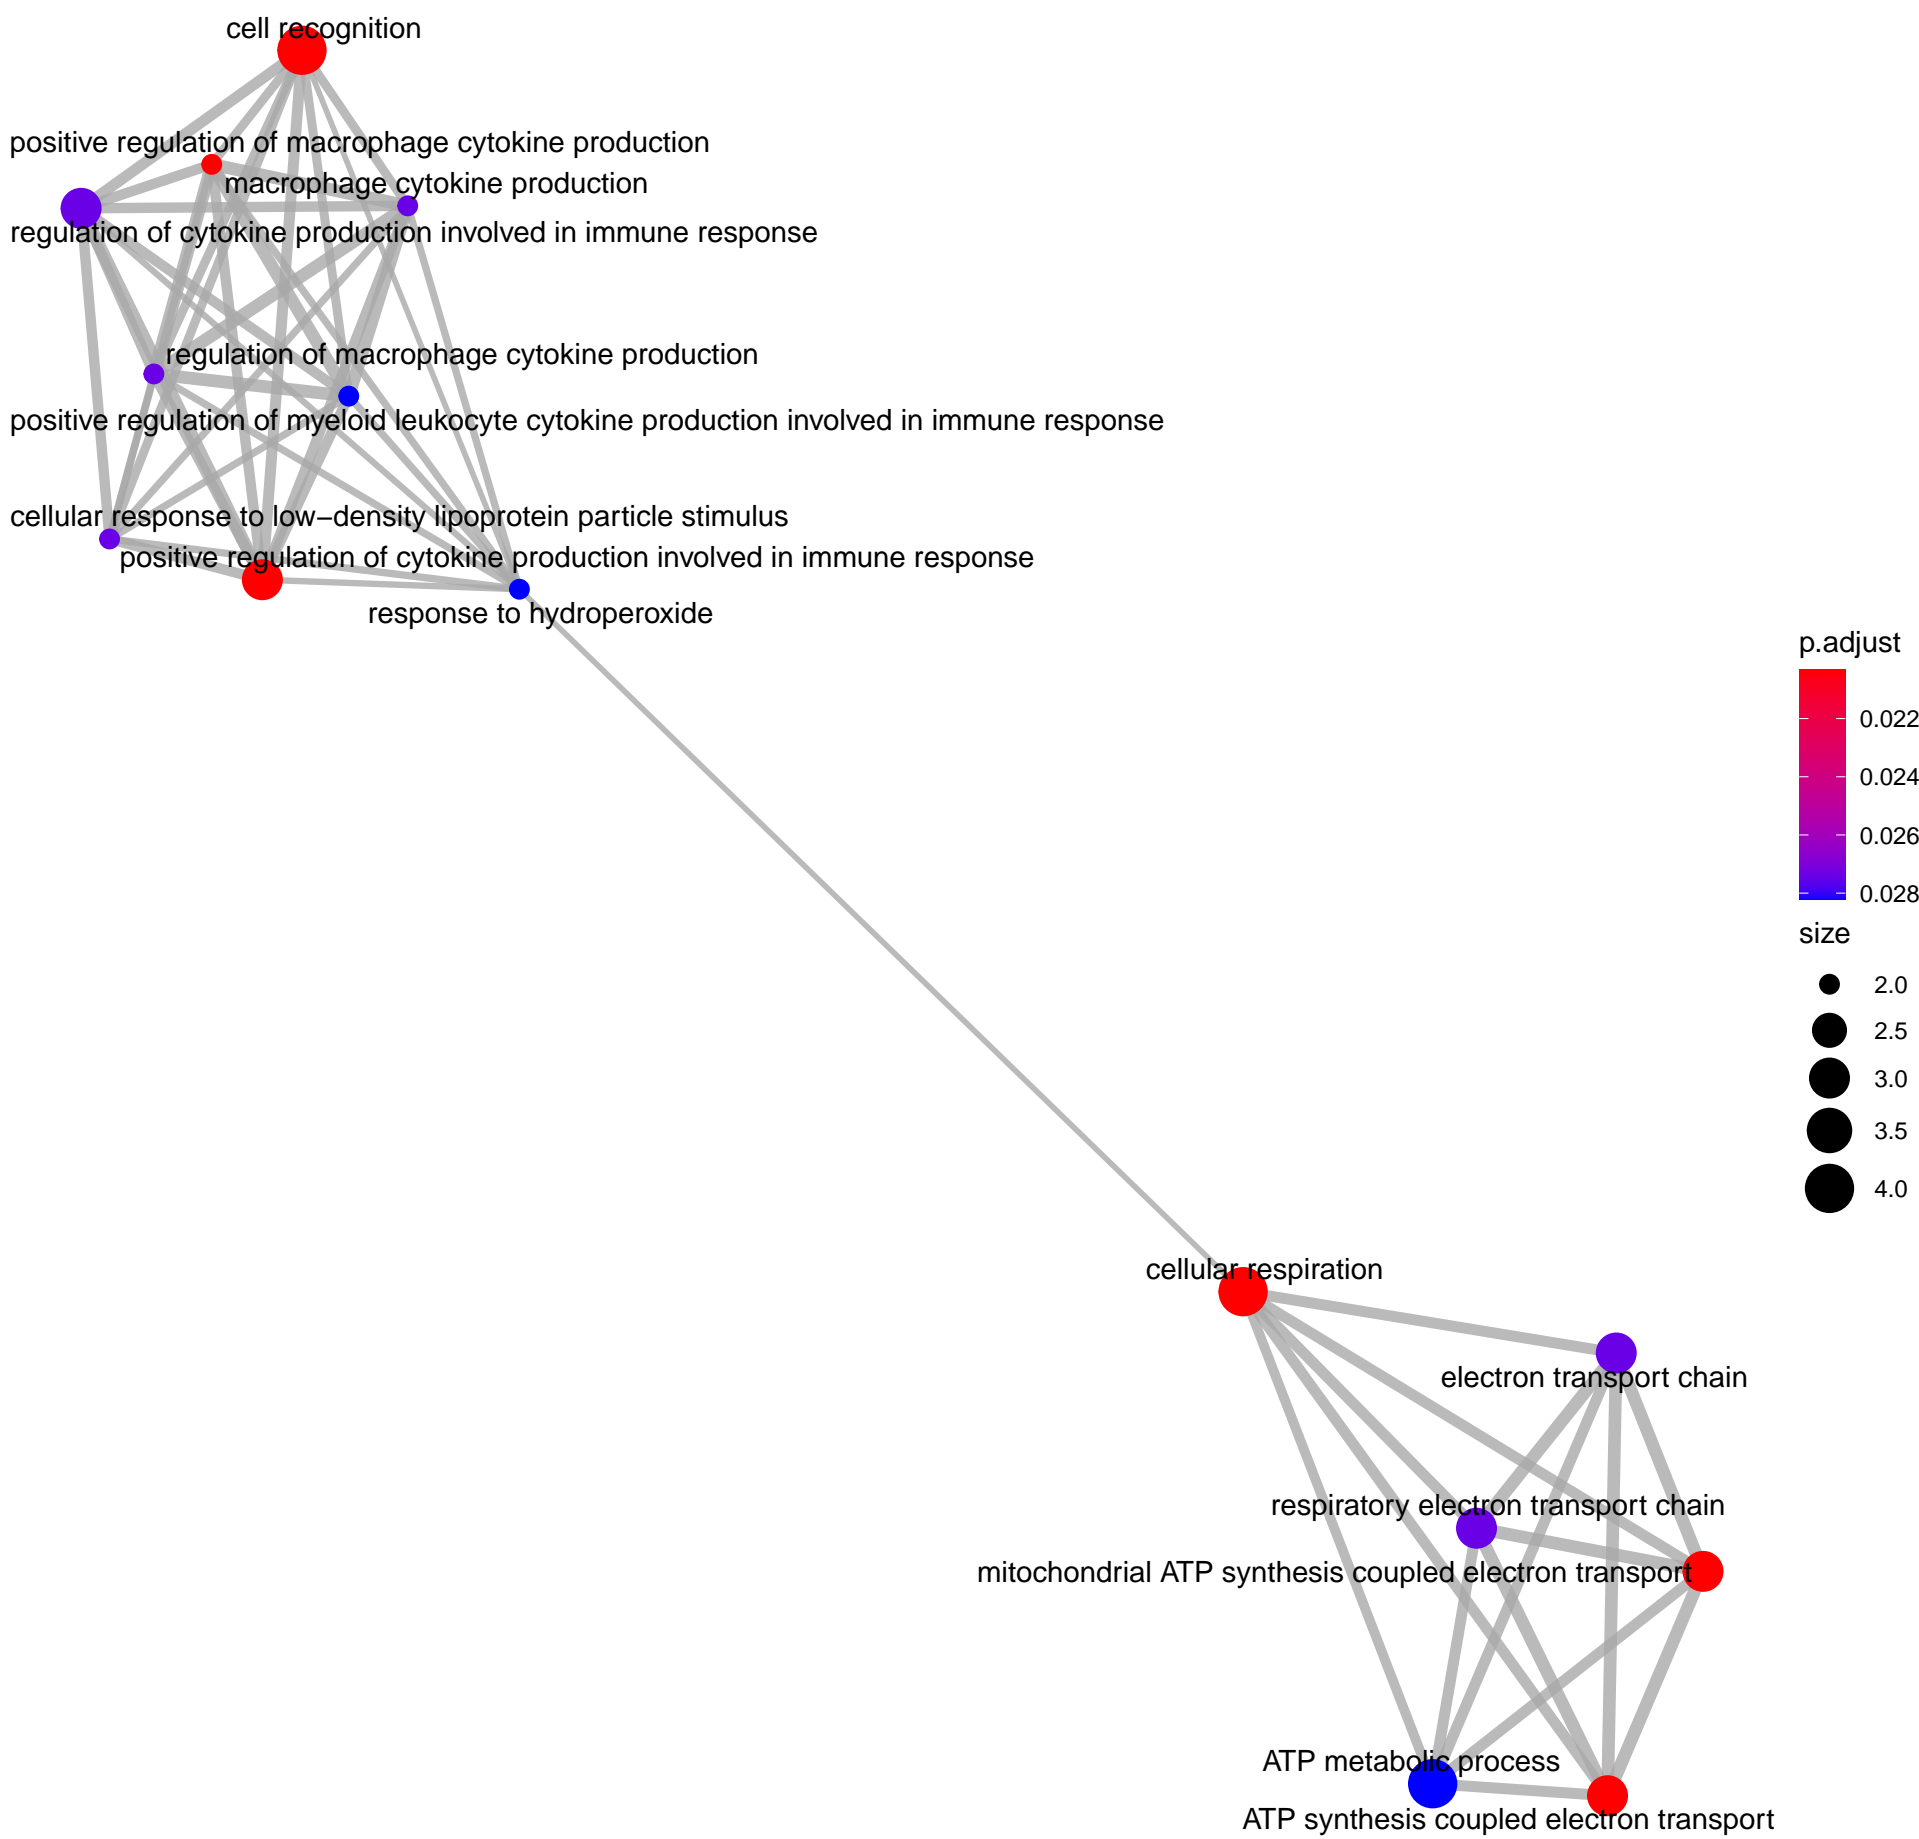 cell recognition
positive regulation of macrophage cytokine production
macrophage cytokine production
regulation of cytokine production involved in immune response
regulation of macrophage cytokine production
positive regulation of myeloid leukocyte cytokine production involved in immune response
cellular response to low−density lipoprotein particle stimulus
positive regulation of cytokine production involved in immune response
response to hydroperoxide
p.adjust
0.022
0.024
0.026
0.028
size
2.0
2.5
3.0
3.5
4.0
cellular respiration
electron transport chain
respiratory electron transport chain
mitochondrial ATP synthesis coupled electron transport
ATP metabolic process
ATP synthesis coupled electron transport